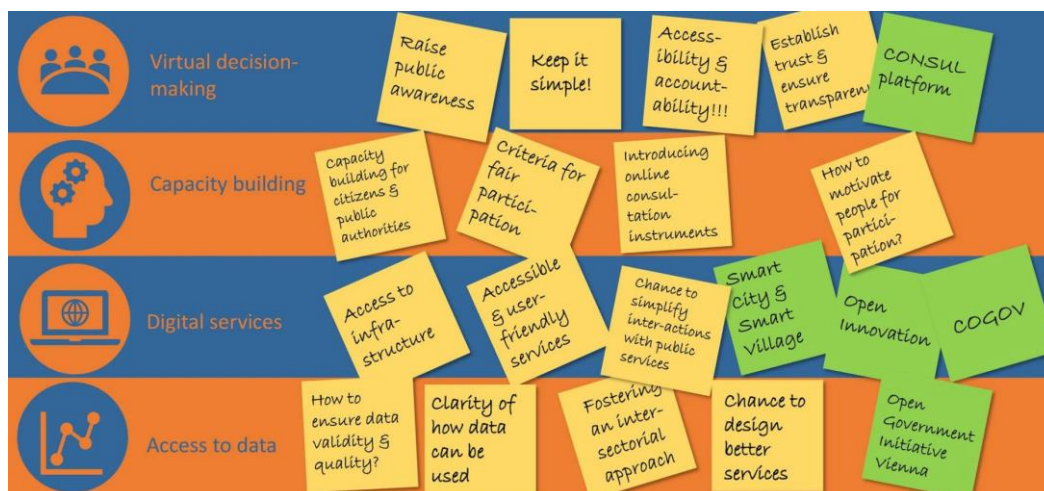 Virtual decision-
making
Raise
public
awareness
Keep it
simple!
Access-
ibility &
account-
ability!!!
Establish
trust &
ensure
CONSUL
platform
Capacity building
Capacity
building for
citizens &
public
authorities
Criteria for
fair
partici-
pation
Introducing
online
consul-
tation
instruments
How to
motivate
people for
partici-
pation?
Digital services
Access to
infra-
structure
Accessible
& user-
friendly
services
Chance to
simplify
inter-actions
with public
services
Smart
City &
Smart
Village
Open
Innovation
COGOV
Access to data
How to
ensure data
validity &
quality?
Clarity of
how data
can be
used
Fostering
an inter-
sectorial
approach
Chance to
design
better
services
Open
Government
Initiative
Vienna